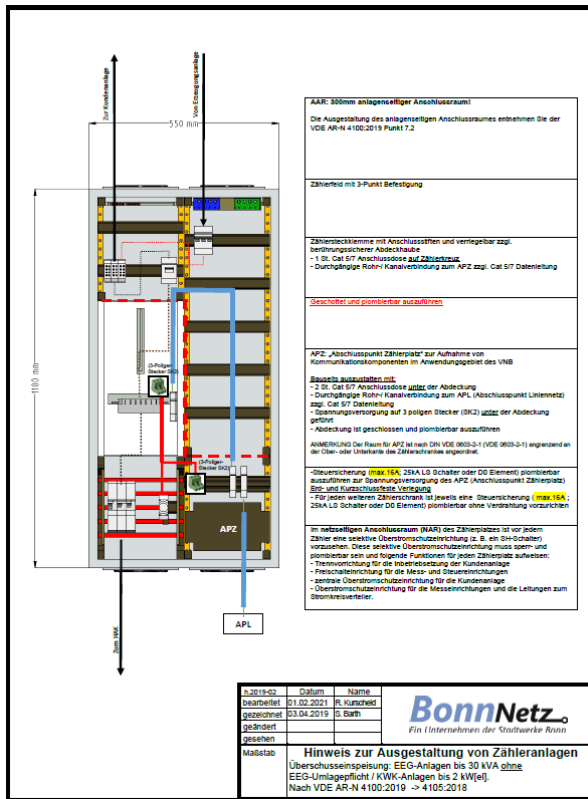 Zur Kundenanlage
Von Erzeugungsanlage
550 mm
1180 mm
(3-Poliger-
Stecker SK2)
(3-Poliger-
Stecker SK2)
APZ
APL
Zum HAK
AAR: 300mm anlagenseitiger Anschlussraum!
Die Ausgestaltung des anlagenseitigen Anschlussraumes entnehmen Sie der
VDE AR-N 4100:2019 Punkt 7.2
Zählerfeld mit 3-Punkt Befestigung
Zählersteckklemme mit Anschlussstiften und verriegelbar zzgl.
berührungssicherer Abdeckhaube
- 1 St. Cat 5/7 Anschlussdose auf Zählerkreuz
- Durchgängige Rohr-/ Kanalverbindung zum APZ zzgl. Cat 5/7 Datenleitung
Geschottet und plombierbar auszuführen
APZ: „Abschlusspunkt Zählerplatz" zur Aufnahme von
Kommunikationskomponenten im Anwendungsgebiet des VNB
Bauseits auszustatten mit:
- 2 St. Cat 5/7 Anschlussdose unter der Abdeckung
- Durchgängige Rohr-/ Kanalverbindung zum APL (Abschlusspunkt Liniennetz)
zzgl. Cat 5/7 Datenleitung
- Spannungsversorgung auf 3 poligen Stecker (SK2) unter der Abdeckung
geführt
- Abdeckung ist geschlossen und plombierbar auszuführen
ANMERKUNG Der Raum für APZ ist nach DIN VDE 0603-2-1 (VDE 0603-2-1) angrenzend an
der Ober- oder Unterkante des Zählerschrankes angeordnet.
-Steuersicherung (max.16A; 25kA LS Schalter oder D0 Element) plombierbar
auszuführen zur Spannungsversorgung des APZ (Anschlusspunkt Zählerplatz)
Erd- und Kurzschlussfeste Verlegung
- Für jeden weiteren Zählerschrank ist jeweils eine Steuersicherung ( max.16A ;
25kA LS Schalter oder D0 Element) plombierbar ohne Verdrahtung vorzurichten
Im netzseitigen Anschlussraum (NAR) des Zählerplatzes ist vor jedem
Zähler eine selektive Überstromschutzeinrichtung (z. B. ein SH-Schalter)
vorzusehen. Diese selektive Überstromschutzeinrichtung muss sperr- und
plombierbar sein und folgende Funktionen für jeden Zählerplatz aufweisen:
- Trennvorrichtung für die Inbetriebsetzung der Kundenanlage
- Freischalteinrichtung für die Mess- und Steuereinrichtungen
- zentrale Überstromschutzeinrichtung für die Kundenanlage
- Überstromschutzeinrichtung für die Messeinrichtungen und die Leitungen zum
Stromkreisverteiler.
h.2019-02 Datum Name
bearbeitet 01.02.2021 R. Kurscheid
gezeichnet 03.04.2019 S. Barth
geändert
gesehen
BonnNetz
Ein Unternehmen der Stadtwerke Bonn
Maßstab
Hinweis zur Ausgestaltung von Zähleranlagen
Überschusseinspeisung: EEG-Anlagen bis 30 kVA ohne
EEG-Umlagepflicht / KWK-Anlagen bis 2 kW[el].
Nach VDE AR-N 4100:2019 -> 4105:2018